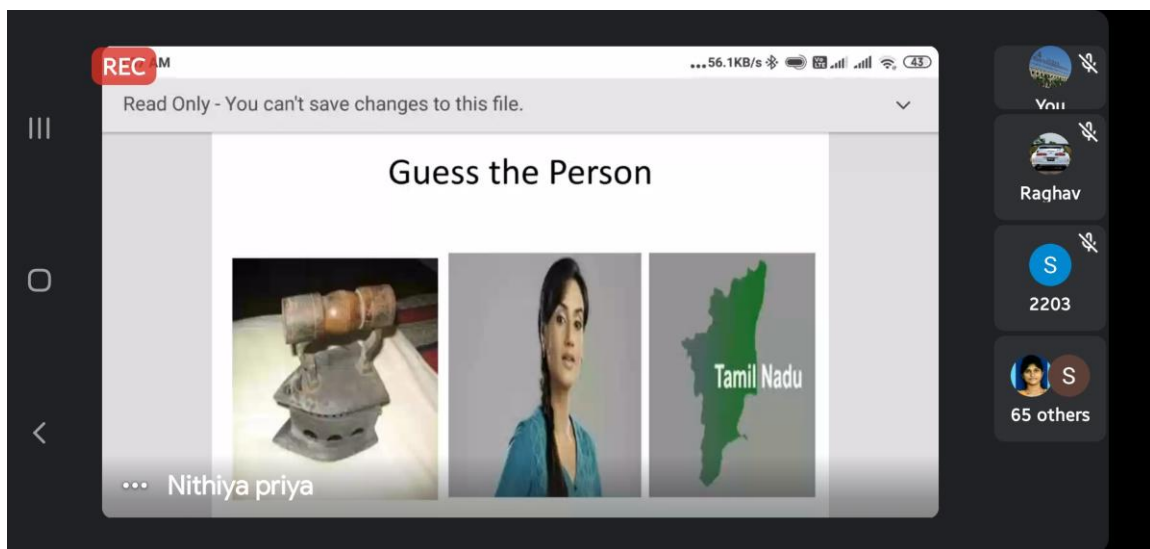 REC AM
...56.1KB/s 43
Read Only - You can't save changes to this file.
Guess the Person
Tamil Nadu
Nithiya priya
You
Raghav
S
2203
S
65 others